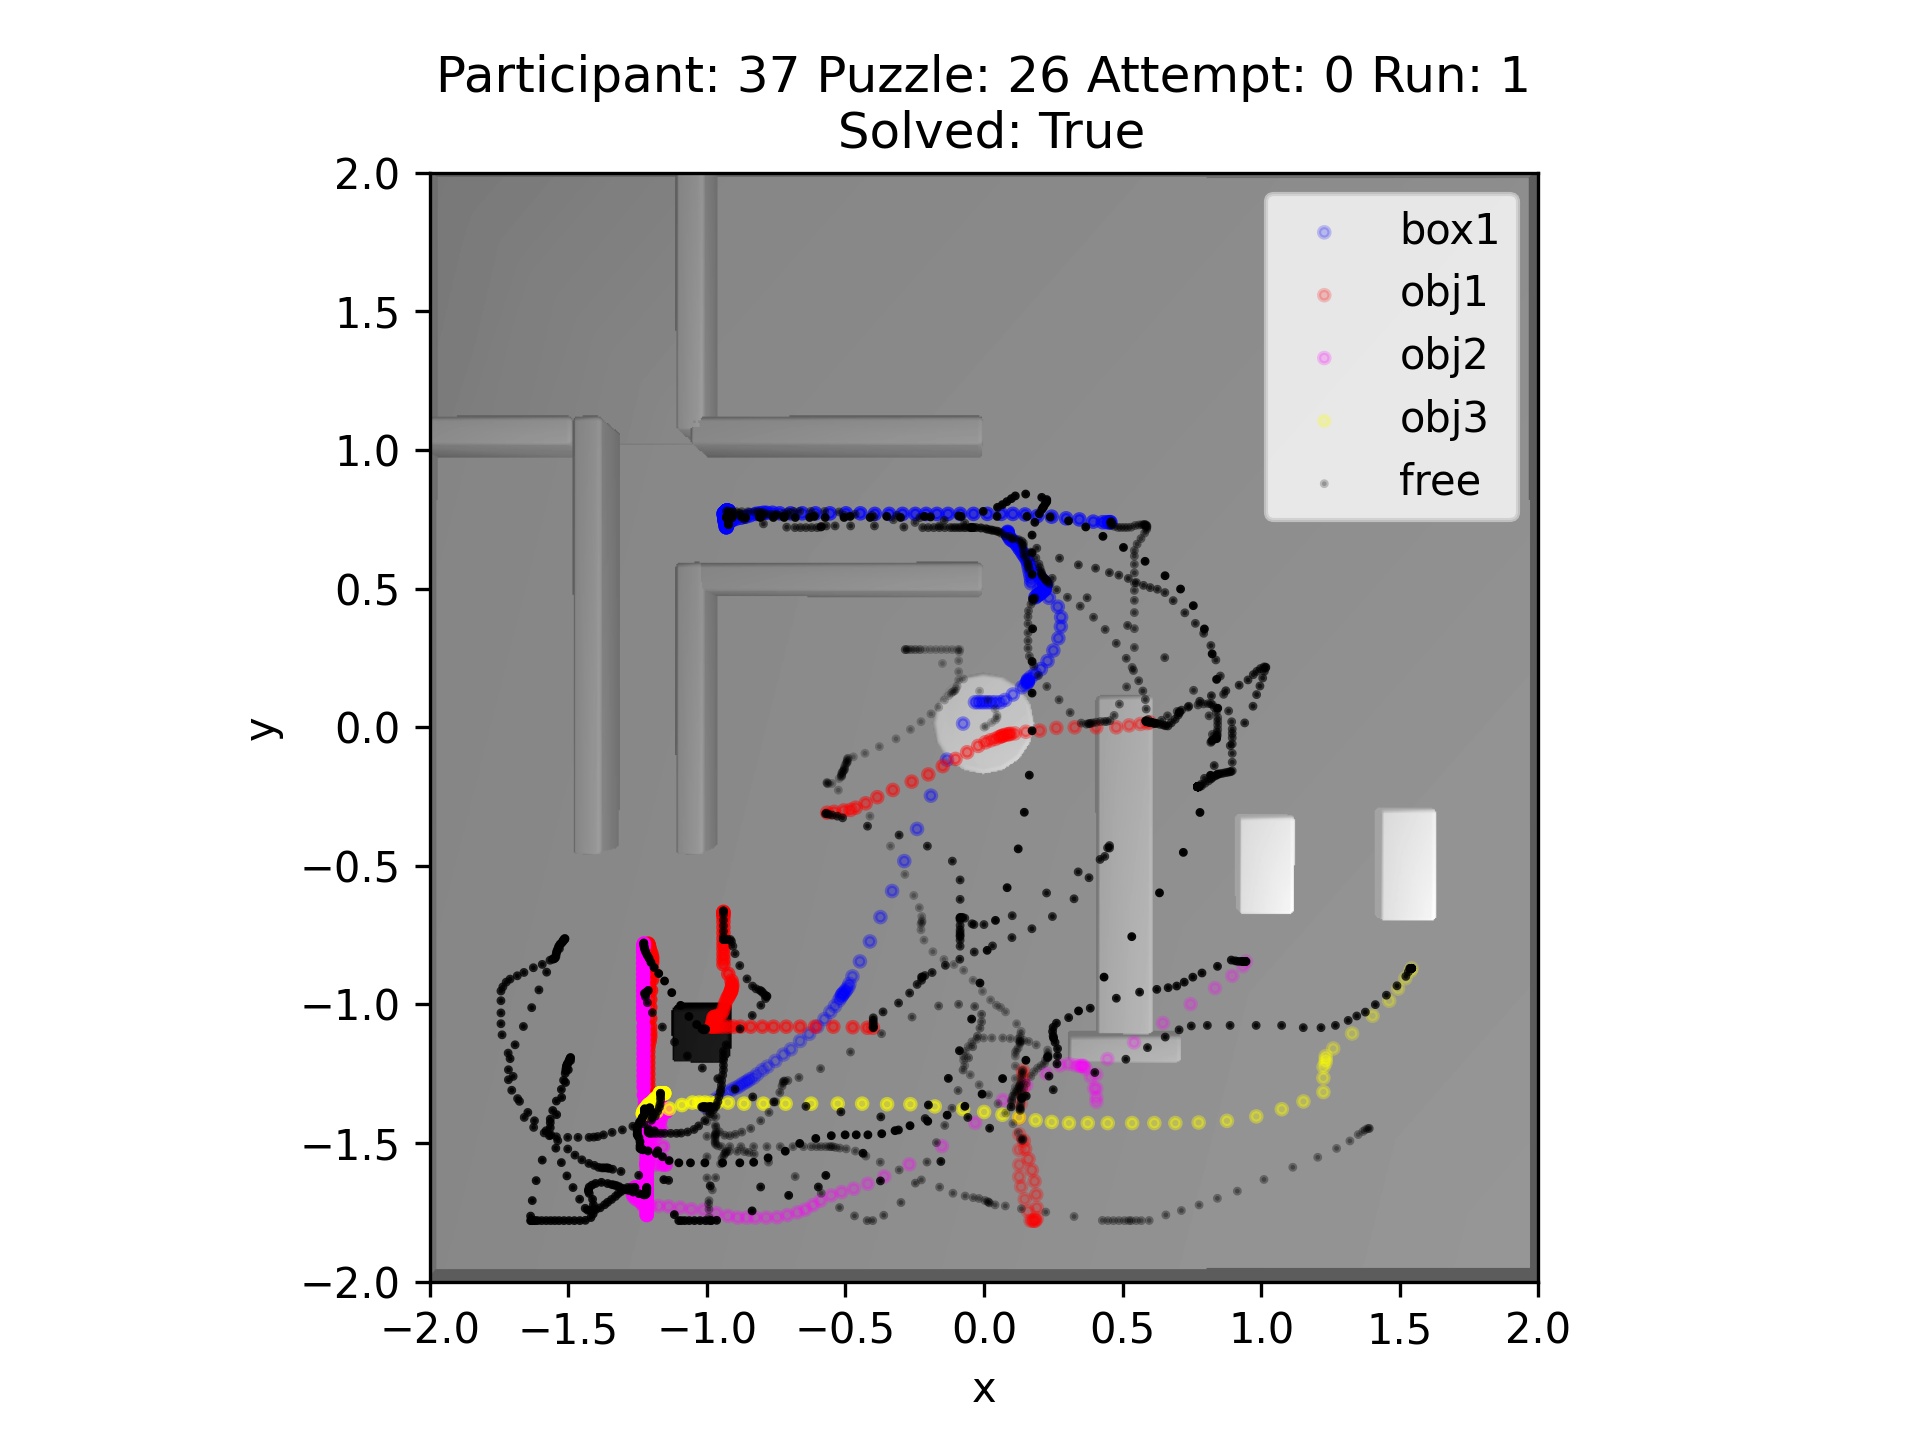 Participant: 37 Puzzle: 26 Attempt: 0 Run: 1
Solved: True
2.0
1.5
1.0
0.5
0.0
−0.5
−1.0
−1.5
−2.0
y
box1
obj1
obj2
obj3
free
−2.0 −1.5 −1.0 −0.5 0.0 0.5 1.0 1.5 2.0
x